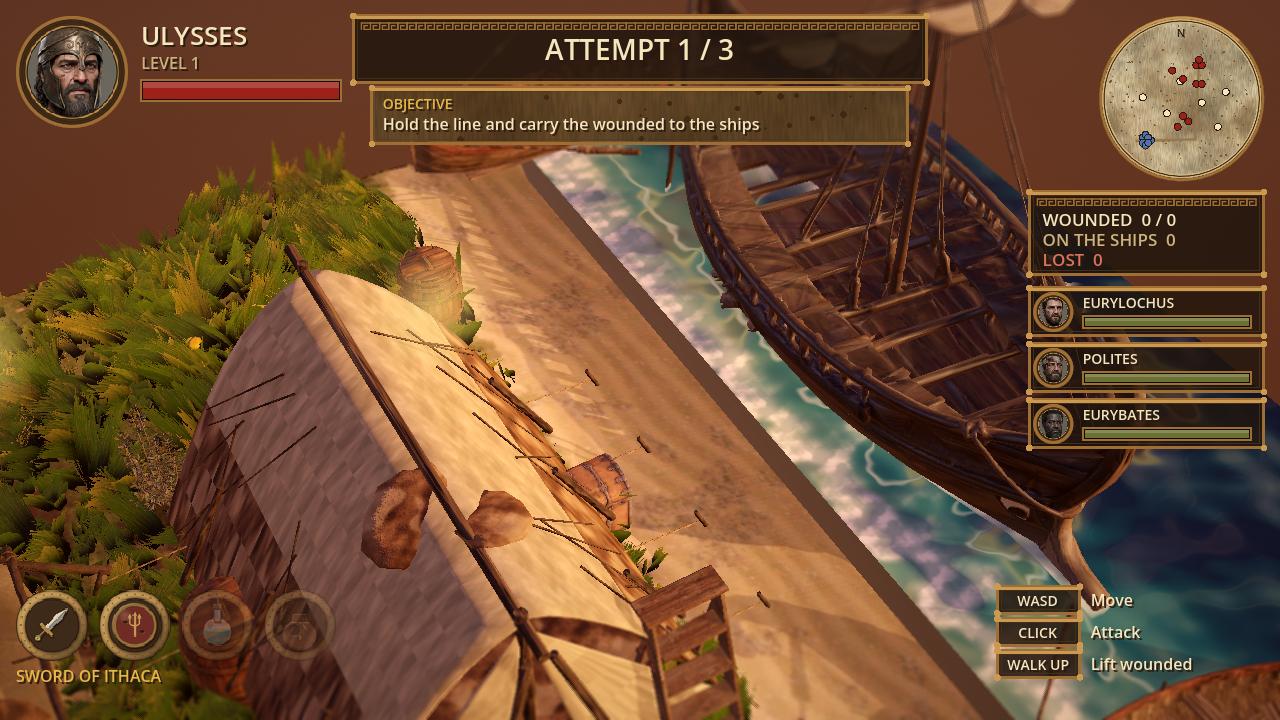 ULYSSES
LEVEL 1
ATTEMPT 1 / 3
OBJECTIVE
Hold the line and carry the wounded to the ships
N
WOUNDED 0 / 0
ON THE SHIPS 0
LOST 0
EURYLOCHUS
POLITES
EURYBATES
SWORD OF ITHACA
WASD Move
CLICK Attack
WALK UP Lift wounded